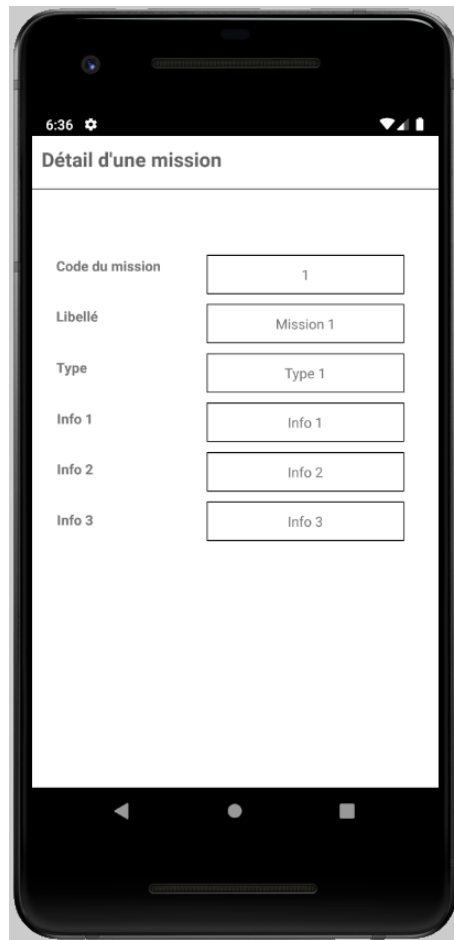 6:36
Détail d'une mission
Code du mission 1
Libellé Mission 1
Type Type 1
Info 1 Info 1
Info 2 Info 2
Info 3 Info 3